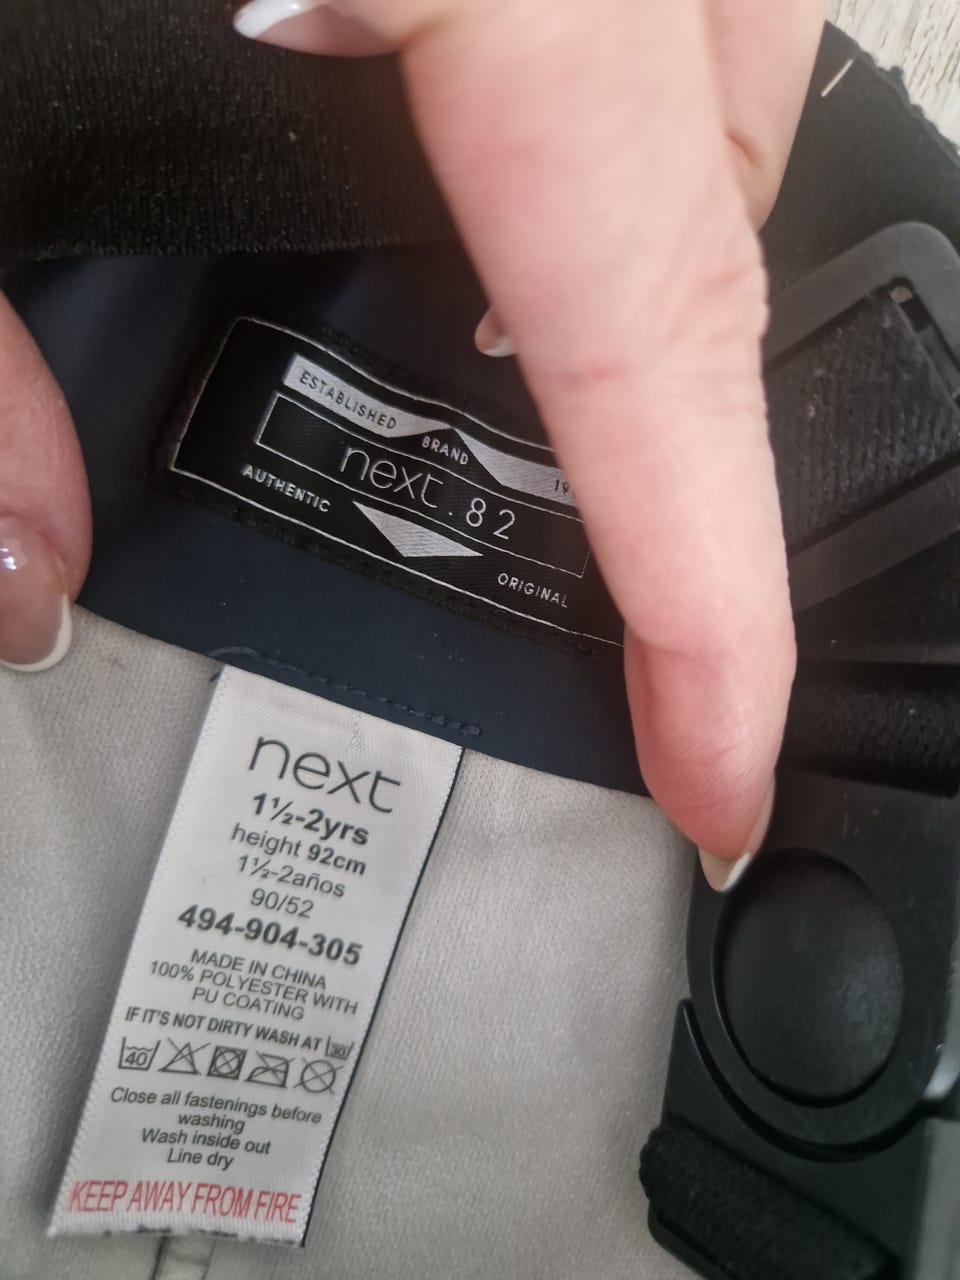 ESTABLISHED
BRAND
next.82
AUTHENTIC
ORIGINAL
next
1½-2yrs
height 92cm
1½-2años
90/52
494-904-305
MADE IN CHINA
100% POLYESTER WITH
PU COATING
IF IT'S NOT DIRTY WASH AT 30
40
Close all fastenings before
washing
Wash inside out
Line dry
KEEP AWAY FROM FIRE